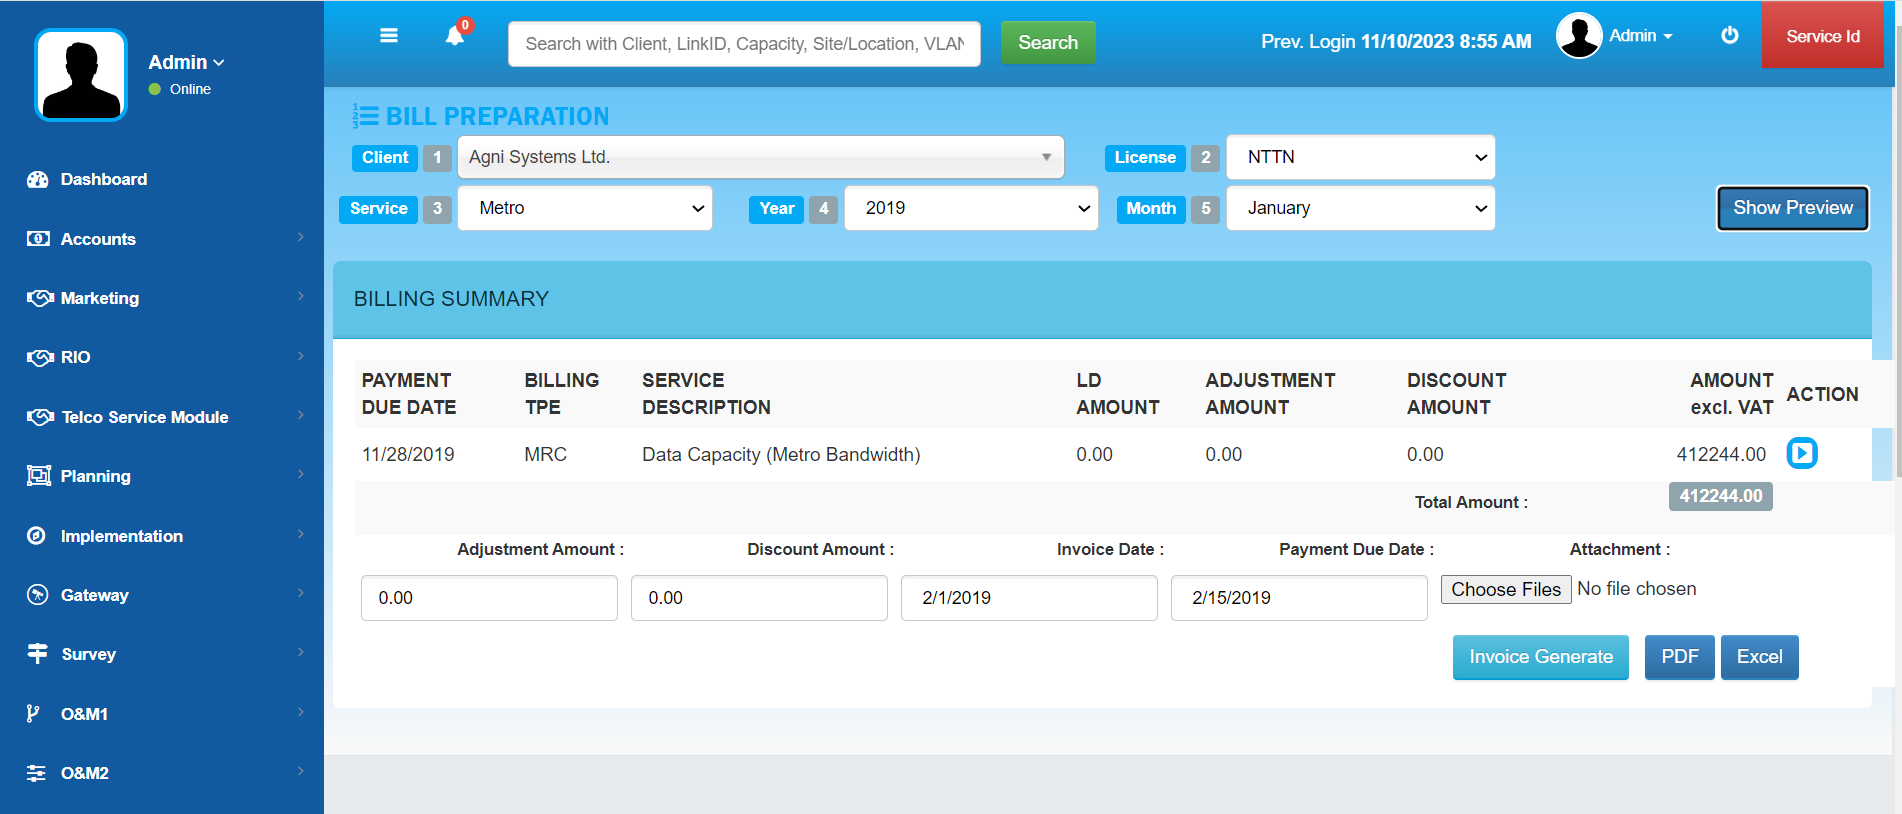 Admin
Online
0
Search with Client, LinkID, Capacity, Site/Location, VLAN
Search
Prev. Login 11/10/2023 8:55 AM
Admin
Service Id
Dashboard
Accounts
Marketing
RIO
Telco Service Module
Planning
Implementation
Gateway
Survey
O&M1
O&M2
BILL PREPARATION
Client 1 Agni Systems Ltd.
License 2 NTTN
Service 3 Metro
Year 4 2019
Month 5 January
Show Preview
BILLING SUMMARY
PAYMENT DUE DATE BILLING TPE SERVICE DESCRIPTION LD AMOUNT ADJUSTMENT AMOUNT DISCOUNT AMOUNT AMOUNT excl. VAT ACTION
11/28/2019 MRC Data Capacity (Metro Bandwidth) 0.00 0.00 0.00 412244.00
Total Amount : 412244.00
Adjustment Amount : Discount Amount : Invoice Date : Payment Due Date : Attachment :
0.00 0.00 2/1/2019 2/15/2019 Choose Files No file chosen
Invoice Generate PDF Excel